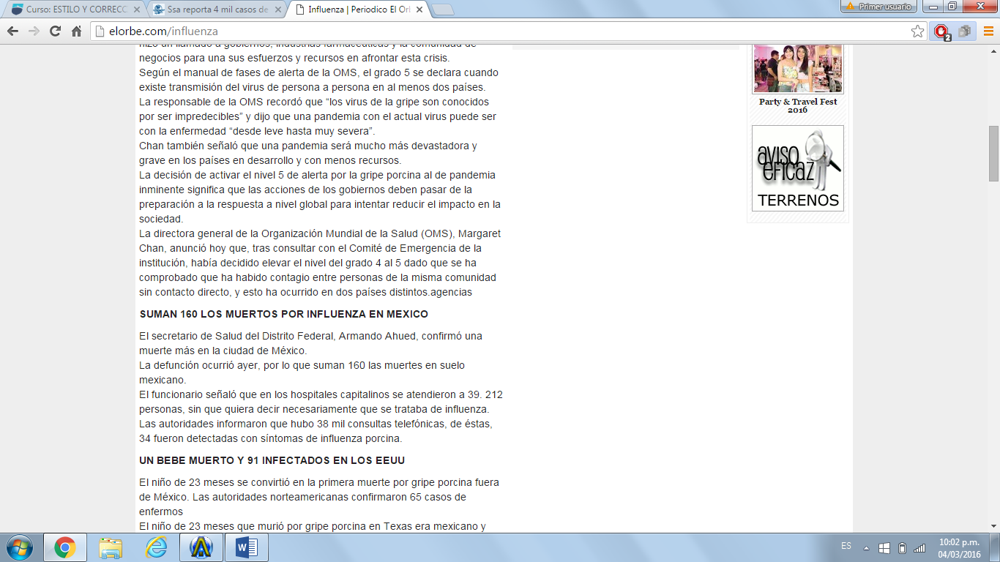 Curso: ESTILO Y CORRECC
Ssa reporta 4 mil casos de
Influenza | Periodico El Or
Primer usuario
elorbe.com/influenza
2
hizo un llamado a gobiernos, industrias farmacéuticas y la comunidad de
negocios para una sus esfuerzos y recursos en afrontar esta crisis.
Según el manual de fases de alerta de la OMS, el grado 5 se declara cuando
existe transmisión del virus de persona a persona en al menos dos países.
La responsable de la OMS recordó que “los virus de la gripe son conocidos
por ser impredecibles” y dijo que una pandemia con el actual virus puede ser
con la enfermedad “desde leve hasta muy severa”.
Chan también señaló que una pandemia será mucho más devastadora y
grave en los países en desarrollo y con menos recursos.
La decisión de activar el nivel 5 de alerta por la gripe porcina al de pandemia
inminente significa que las acciones de los gobiernos deben pasar de la
preparación a la respuesta a nivel global para intentar reducir el impacto en la
sociedad.
La directora general de la Organización Mundial de la Salud (OMS), Margaret
Chan, anunció hoy que, tras consultar con el Comité de Emergencia de la
institución, había decidido elevar el nivel del grado 4 al 5 dado que se ha
comprobado que ha habido contagio entre personas de la misma comunidad
sin contacto directo, y esto ha ocurrido en dos países distintos.agencias
SUMAN 160 LOS MUERTOS POR INFLUENZA EN MEXICO
El secretario de Salud del Distrito Federal, Armando Ahued, confirmó una
muerte más en la ciudad de México.
La defunción ocurrió ayer, por lo que suman 160 las muertes en suelo
mexicano.
El funcionario señaló que en los hospitales capitalinos se atendieron a 39. 212
personas, sin que quiera decir necesariamente que se trataba de influenza.
Las autoridades informaron que hubo 38 mil consultas telefónicas, de éstas,
34 fueron detectadas con síntomas de influenza porcina.
UN BEBE MUERTO Y 91 INFECTADOS EN LOS EEUU
El niño de 23 meses se convirtió en la primera muerte por gripe porcina fuera
de México. Las autoridades norteamericanas confirmaron 65 casos de
enfermos
El niño de 23 meses que murió por gripe porcina en Texas era mexicano y
Party & Travel Fest
2016
aviso
eficaz
TERRENOS
ES
10:02 p.m.
04/03/2016